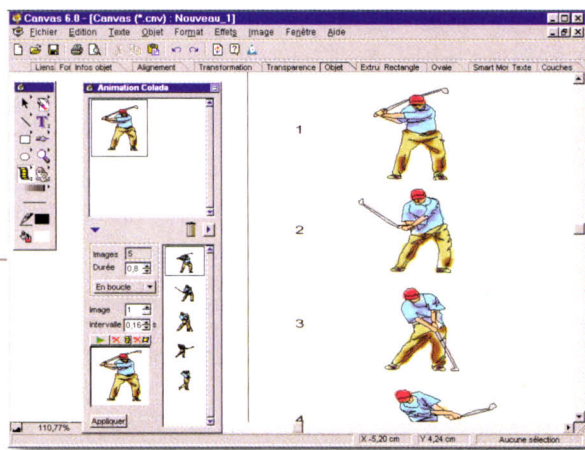 Canvas 6.0 - [Canvas (*.cnv) : Nouveau_1]
Fichier Edition Texte Objet Format Effets Image Fenêtre Aide
Liens For Infos objet Alignement Transformation Transparence Objet Extru Rectangle Ovale Smart Mor Texte Couches
Animation Colada
Images 5
Durée 0,8
En boucle
Image 1
Intervalle 0,16 s
Appliquer
1
2
3
4
110,77%
X -5,20 cm Y 4,24 cm Aucune sélection